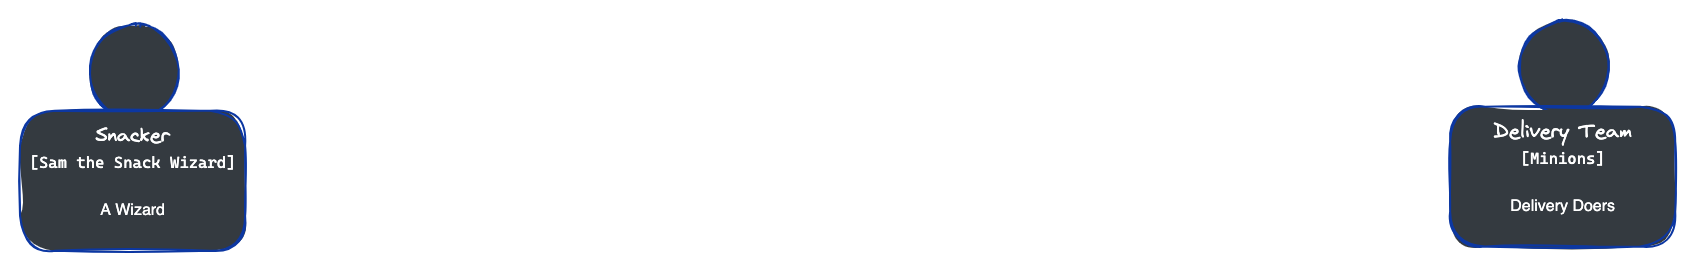 Snacker
[Sam the Snack Wizard]
A Wizard
Delivery Team
[Minions]
Delivery Doers